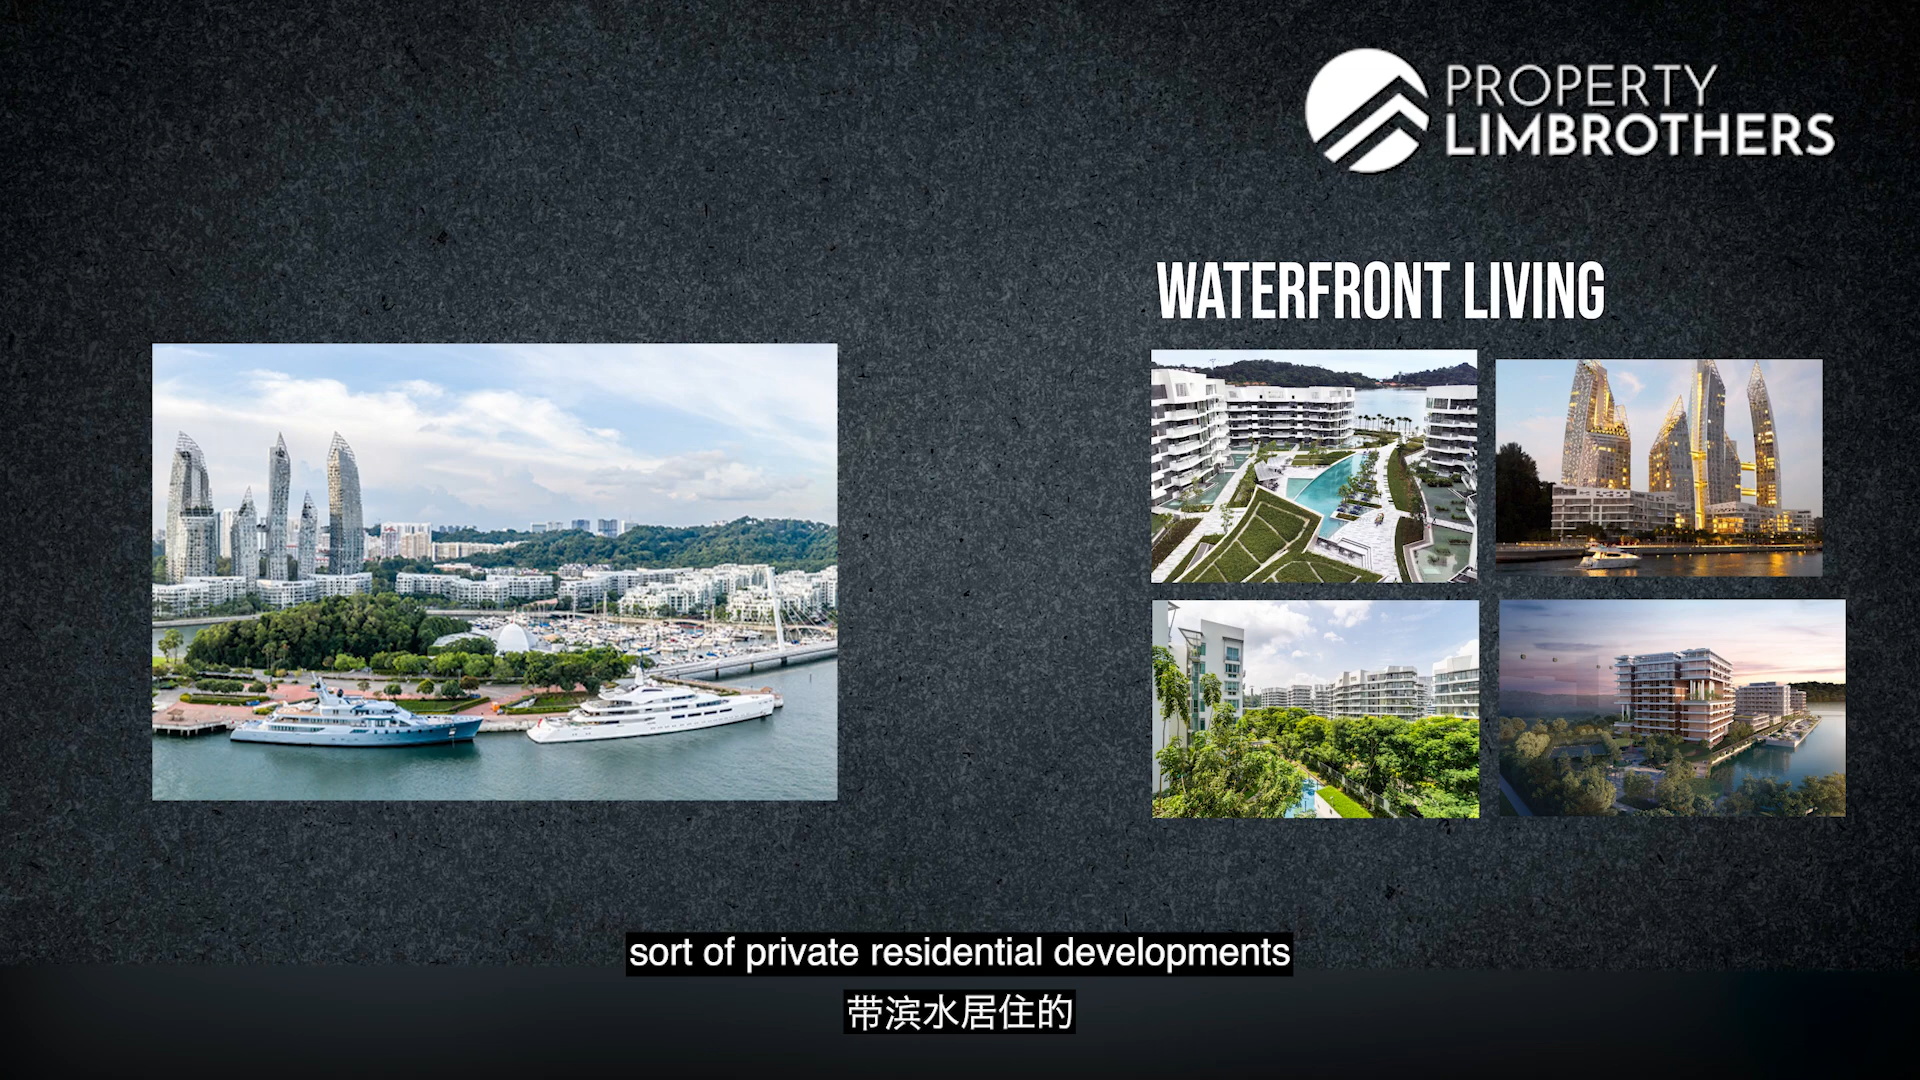 PROPERTY
LIMBROTHERS
WATERFRONT LIVING
sort of private residential developments
带滨水居住的